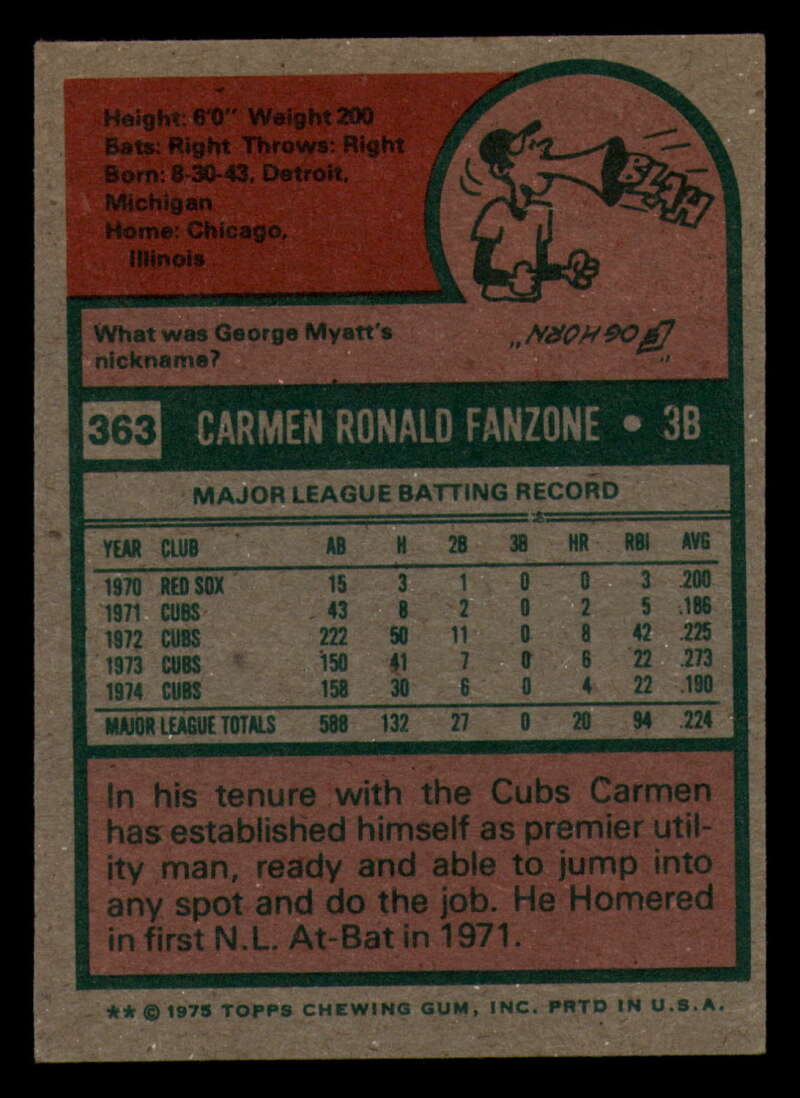 Height: 6'0" Weight 200
Bats: Right Throws: Right
Born: 8-30-43, Detroit,
Michigan
Home: Chicago,
Illinois
BLAH
What was George Myatt's
nickname?
"FOG HORN"
363 CARMEN RONALD FANZONE • 3B
MAJOR LEAGUE BATTING RECORD
YEAR CLUB AB H 2B 3B HR RBI AVG
1970 RED SOX 15 3 1 0 0 3 .200
1971 CUBS 43 8 2 0 2 5 .186
1972 CUBS 222 50 11 0 8 42 .225
1973 CUBS 150 41 7 0 6 22 .273
1974 CUBS 158 30 6 0 4 22 .190
MAJOR LEAGUE TOTALS 588 132 27 0 20 94 .224
In his tenure with the Cubs Carmen
has established himself as premier util-
ity man, ready and able to jump into
any spot and do the job. He Homered
in first N.L. At-Bat in 1971.
** © 1975 TOPPS CHEWING GUM, INC. PRTD IN U.S.A.